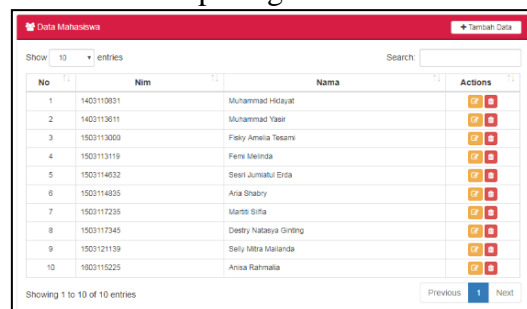 Data Mahasiswa + Tambah Data
Show 10 entries Search:
No Nim Nama Actions
1 1403110831 Muhammad Hidayat
2 1403113611 Muhammad Yasir
3 1503113000 Fisky Amelia Tesami
4 1503113119 Femi Melinda
5 1503114632 Sesri Jumiatul Erda
6 1503114835 Aria Shabry
7 1503117235 Martiti Silfia
8 1503117345 Destry Natasya Ginting
9 1503121139 Selly Mitra Mailanda
10 1603115225 Anisa Rahmalia
Showing 1 to 10 of 10 entries Previous 1 Next